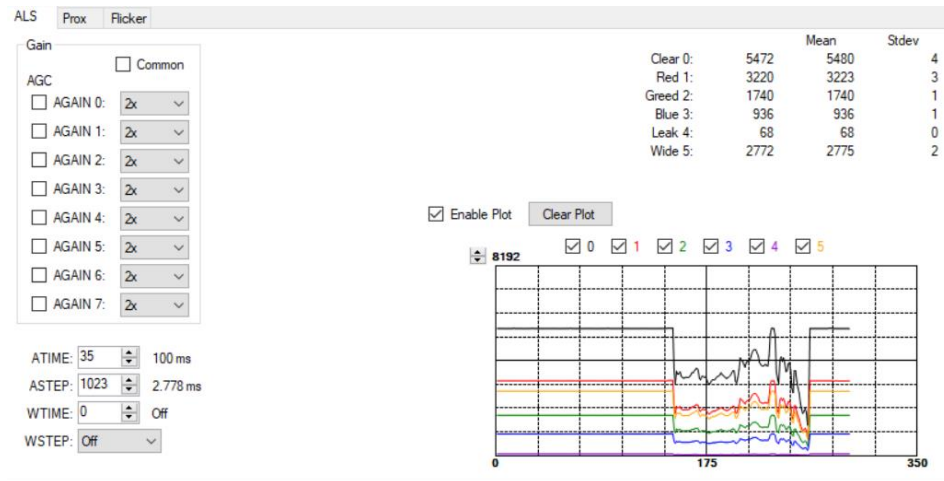 ALS Prox Flicker
Gain
Common
AGC
AGAIN 0: 2x
AGAIN 1: 2x
AGAIN 2: 2x
AGAIN 3: 2x
AGAIN 4: 2x
AGAIN 5: 2x
AGAIN 6: 2x
AGAIN 7: 2x
ATIME: 35 100 ms
ASTEP: 1023 2.778 ms
WTIME: 0 Off
WSTEP: Off
Mean Stdev
Clear 0: 5472 5480 4
Red 1: 3220 3223 3
Greed 2: 1740 1740 1
Blue 3: 936 936 1
Leak 4: 68 68 0
Wide 5: 2772 2775 2
Enable Plot Clear Plot
0 1 2 3 4 5
8192
0 175 350